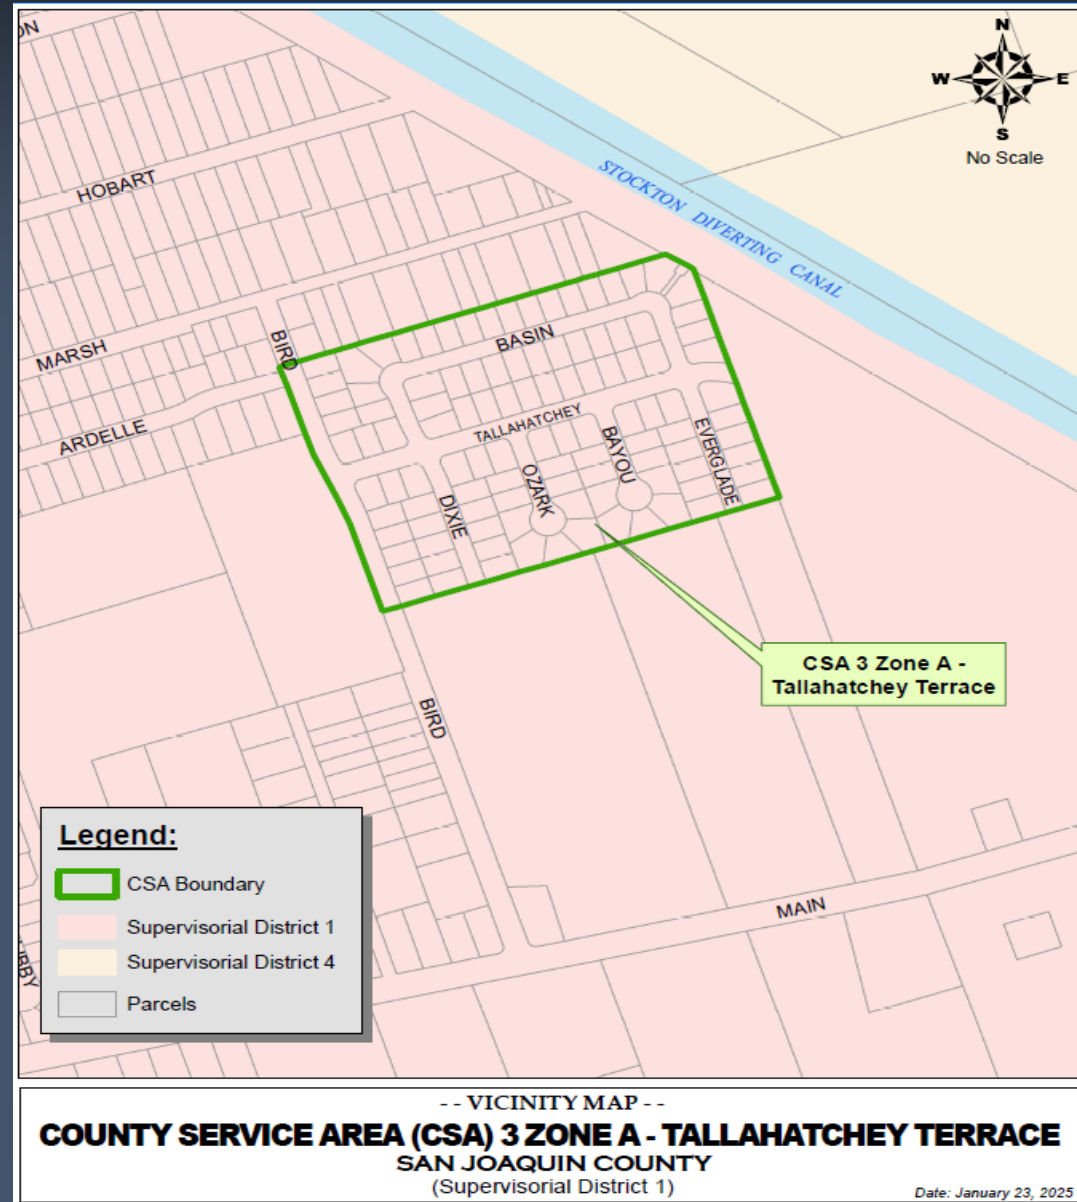 N
W E
S
No Scale
HOBART
STOCKTON DIVERTING CANAL
MARSH
BIRD
BASIN
ARDELLE
TALLAHATCHEY
BAYOU
EVERGLADE
OZARK
DIXIE
CSA 3 Zone A -
Tallahatchey Terrace
BIRD
MAIN
Legend:
CSA Boundary
Supervisorial District 1
Supervisorial District 4
Parcels
- - VICINITY MAP - -
COUNTY SERVICE AREA (CSA) 3 ZONE A - TALLAHATCHEY TERRACE
SAN JOAQUIN COUNTY
(Supervisorial District 1)
Date: January 23, 2025